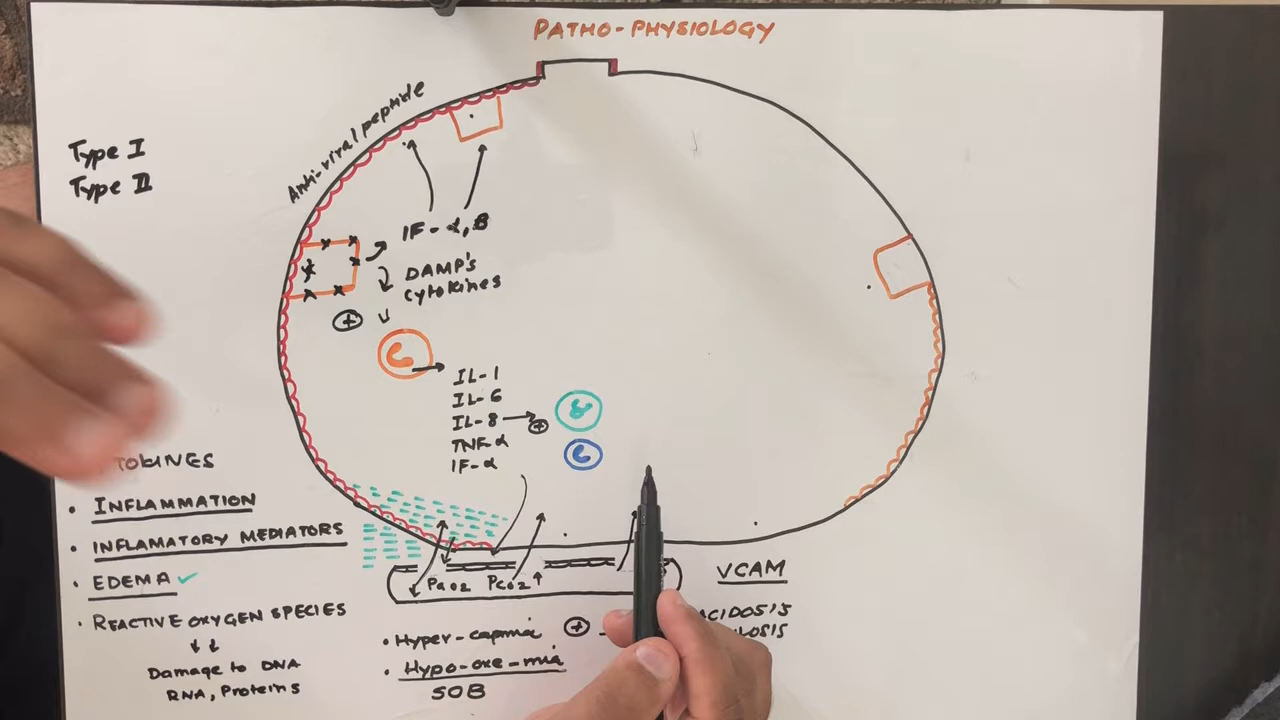 PATHO-PHYSIOLOGY
Anti-viral peptide
Type I
Type II
IF-α,B
DAMP'S
Cytokines
IL-1
IL-6
IL-8
TNF-α
IF-α
INFLAMMATION
INFLAMATORY MEDIATORS
EDEMA
REACTIVE OXYGEN SPECIES
Damage to DNA
RNA, Proteins
PaO2 PCO2
VCAM
Hyper-capmia
Hypo-oxe-mia
SOB